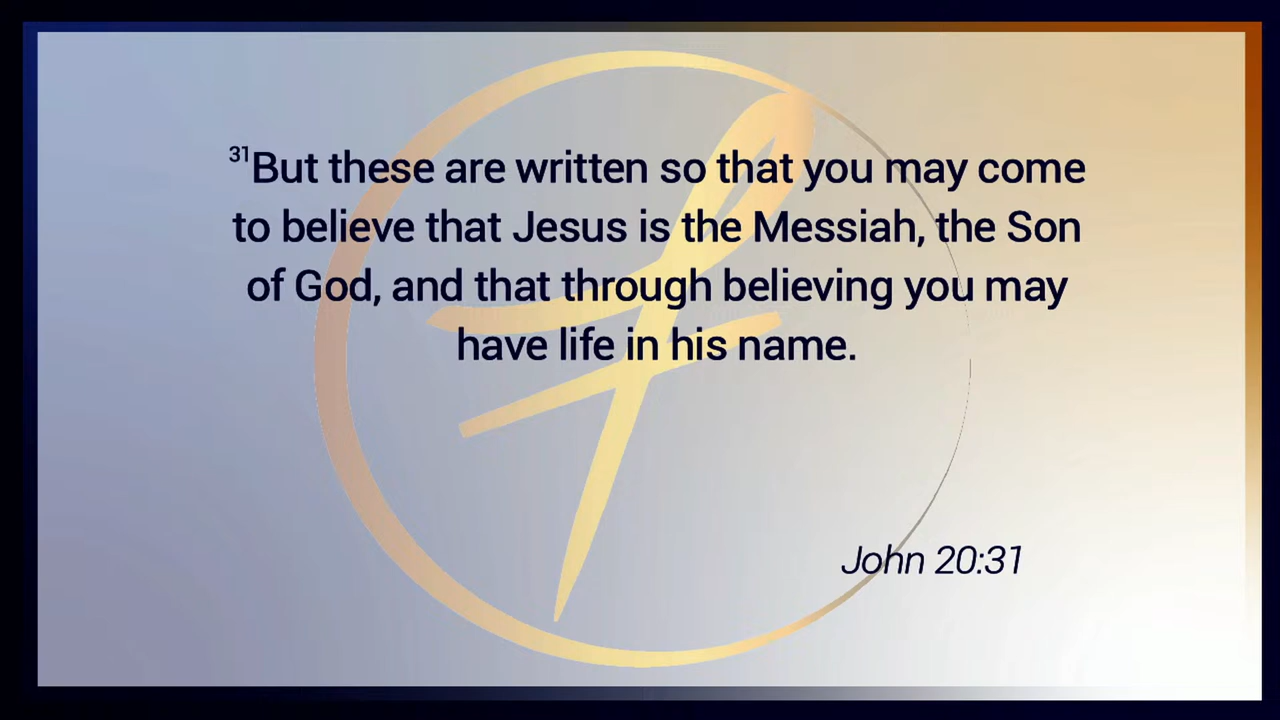 ³¹But these are written so that you may come
to believe that Jesus is the Messiah, the Son
of God, and that through believing you may
have life in his name.
John 20:31